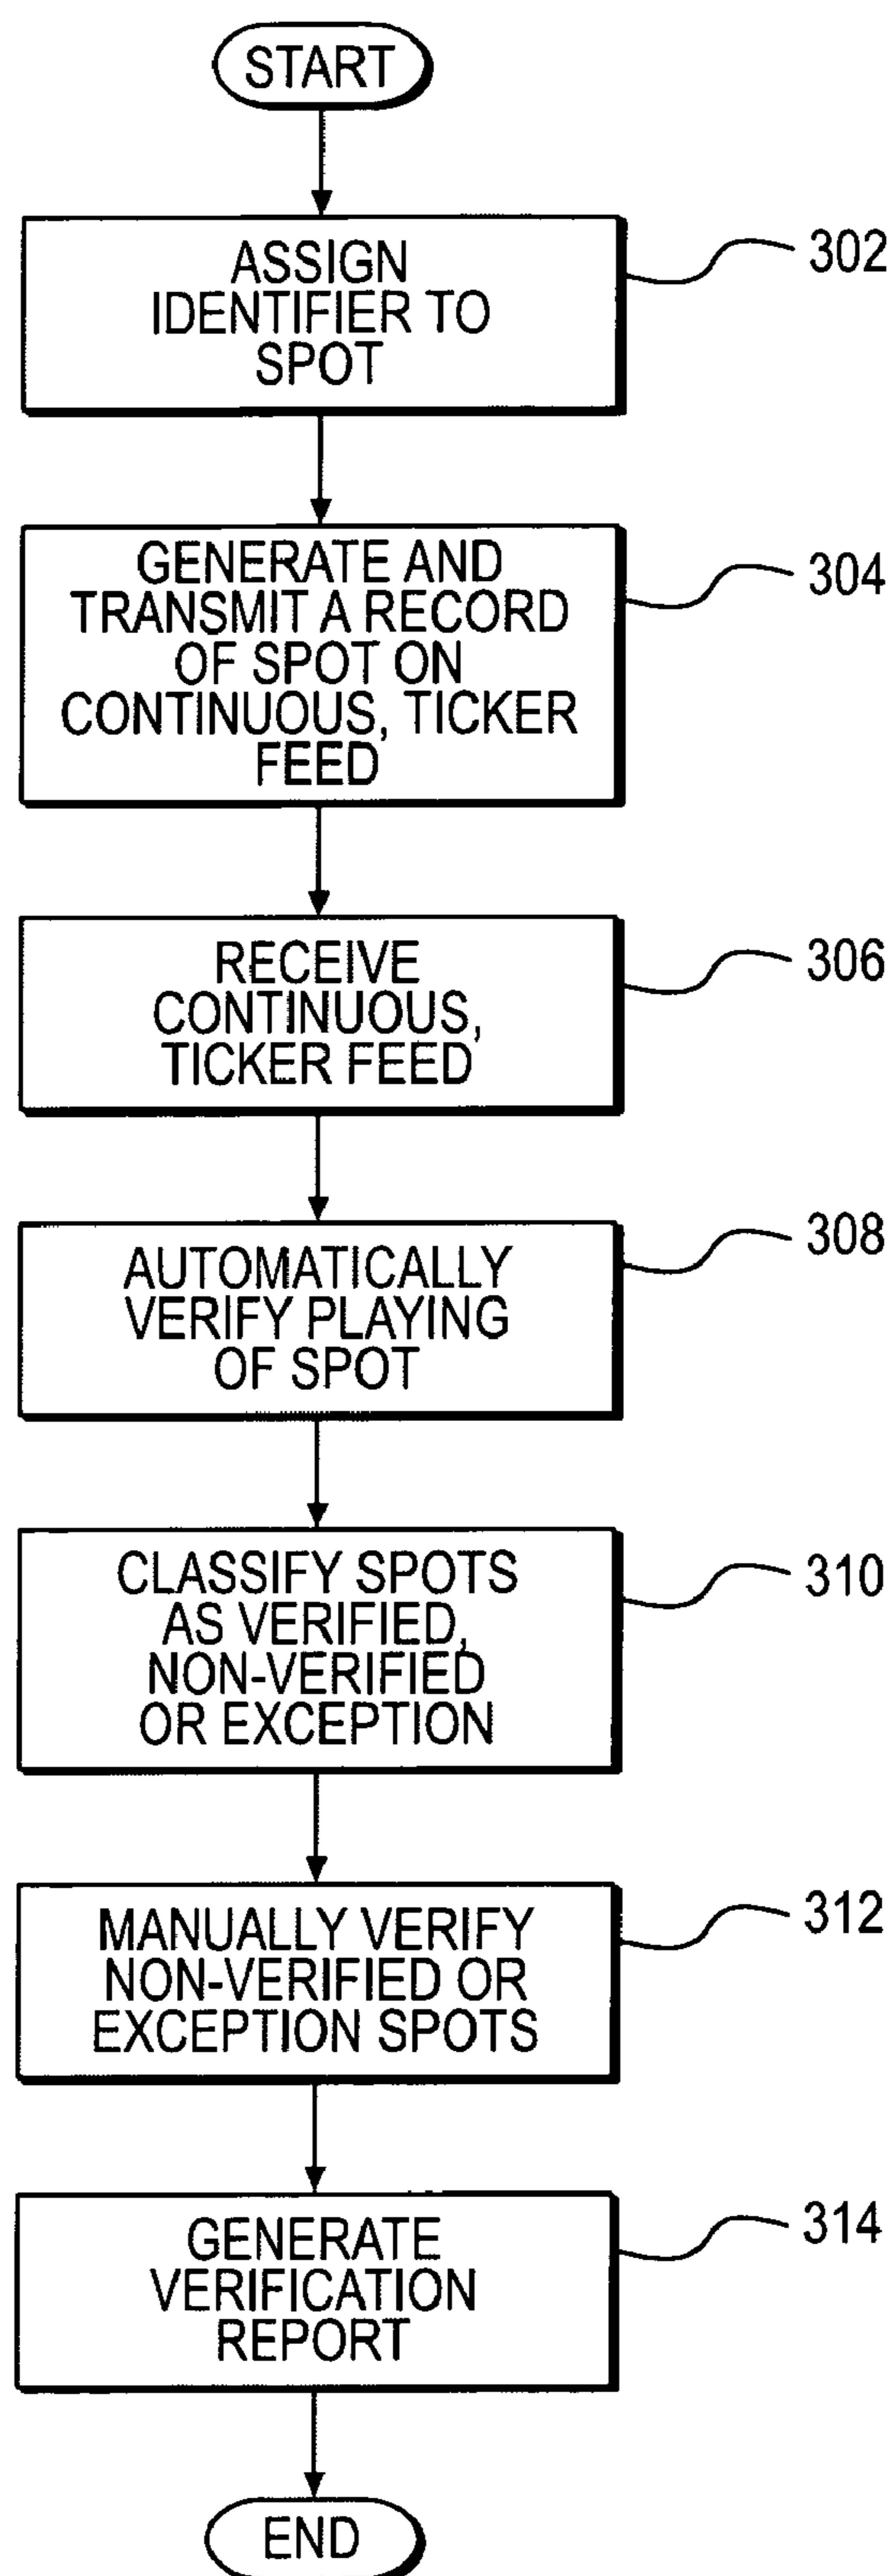 START
ASSIGN
IDENTIFIER TO
SPOT
302
GENERATE AND
TRANSMIT A RECORD
OF SPOT ON
CONTINUOUS, TICKER
FEED
304
RECEIVE
CONTINUOUS,
TICKER FEED
306
AUTOMATICALLY
VERIFY PLAYING
OF SPOT
308
CLASSIFY SPOTS
AS VERIFIED,
NON-VERIFIED
OR EXCEPTION
310
MANUALLY VERIFY
NON-VERIFIED OR
EXCEPTION SPOTS
312
GENERATE
VERIFICATION
REPORT
314
END